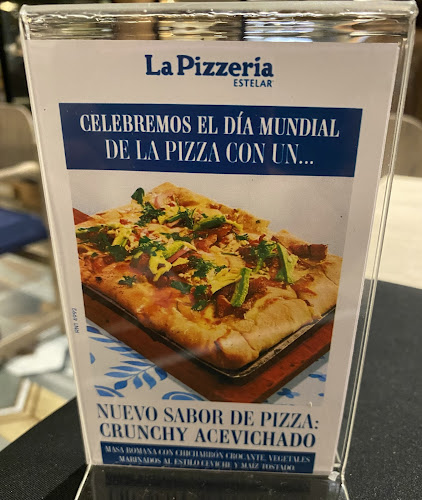 La Pizzería
ESTELAR
CELEBREMOS EL DÍA MUNDIAL
DE LA PIZZA CON UN...
NUEVO SABOR DE PIZZA:
CRUNCHY ACEVICHADO
MASA ROMANA CON CHICHARRÓN CROCANTE, VEGETALES
MARINADOS AL ESTILO CEVICHE Y MAÍZ TOSTADO